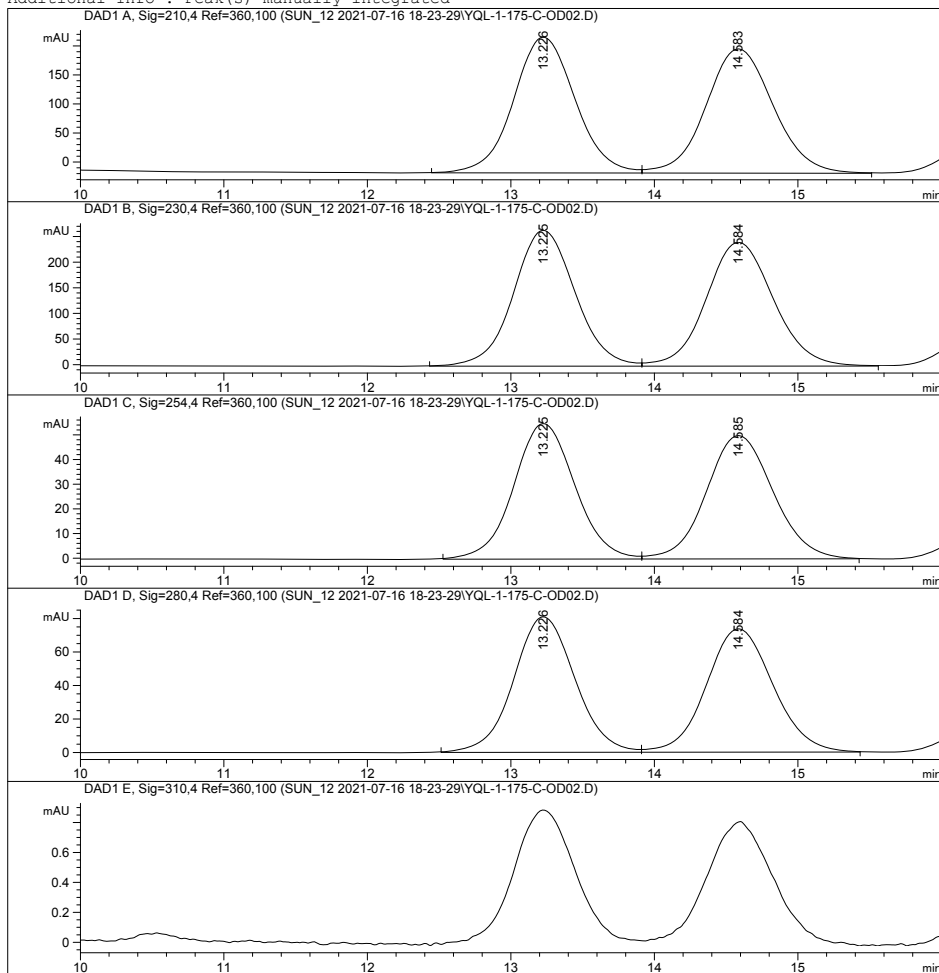 Additional Info : Peak(s) manually integrated
DAD1 A, Sig=210,4 Ref=360,100 (SUN_12 2021-07-16 18-23-29\YQL-1-175-C-OD02.D)
mAU
150
100
50
0
13.226
14.583
10 11 12 13 14 15 min
DAD1 B, Sig=230,4 Ref=360,100 (SUN_12 2021-07-16 18-23-29\YQL-1-175-C-OD02.D)
mAU
200
150
100
50
0
13.225
14.584
10 11 12 13 14 15 min
DAD1 C, Sig=254,4 Ref=360,100 (SUN_12 2021-07-16 18-23-29\YQL-1-175-C-OD02.D)
mAU
40
30
20
10
0
13.225
14.585
10 11 12 13 14 15 min
DAD1 D, Sig=280,4 Ref=360,100 (SUN_12 2021-07-16 18-23-29\YQL-1-175-C-OD02.D)
mAU
60
40
20
0
13.226
14.584
10 11 12 13 14 15 min
DAD1 E, Sig=310,4 Ref=360,100 (SUN_12 2021-07-16 18-23-29\YQL-1-175-C-OD02.D)
mAU
0.6
0.4
0.2
0
10 11 12 13 14 15 min